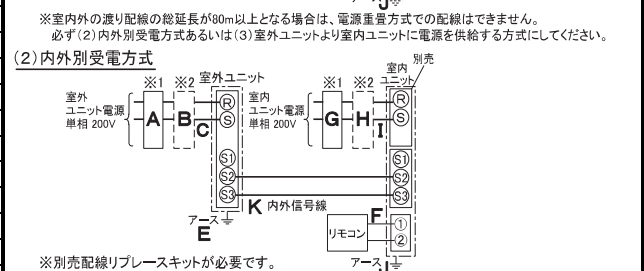 アースJ
※室内外の渡り配線の総延長が80m以上となる場合は、電源重畳方式での配線はできません。
必ず(2)内外別受電方式あるいは(3)室外ユニットより室内ユニットに電源を供給する方式にしてください。
(2)内外別受電方式
※1 ※2 室外ユニット
室外
ユニット電源
単相 200V
A B C
R
S
S1
S2
S3
アース
E
※1 ※2 室内
ユニット
別売
室内
ユニット電源
単相 200V
G H I
R
S
S1
S2
S3
K 内外信号線
F
リモコン
①
②
アース J
※別売配線リプレースキットが必要です。